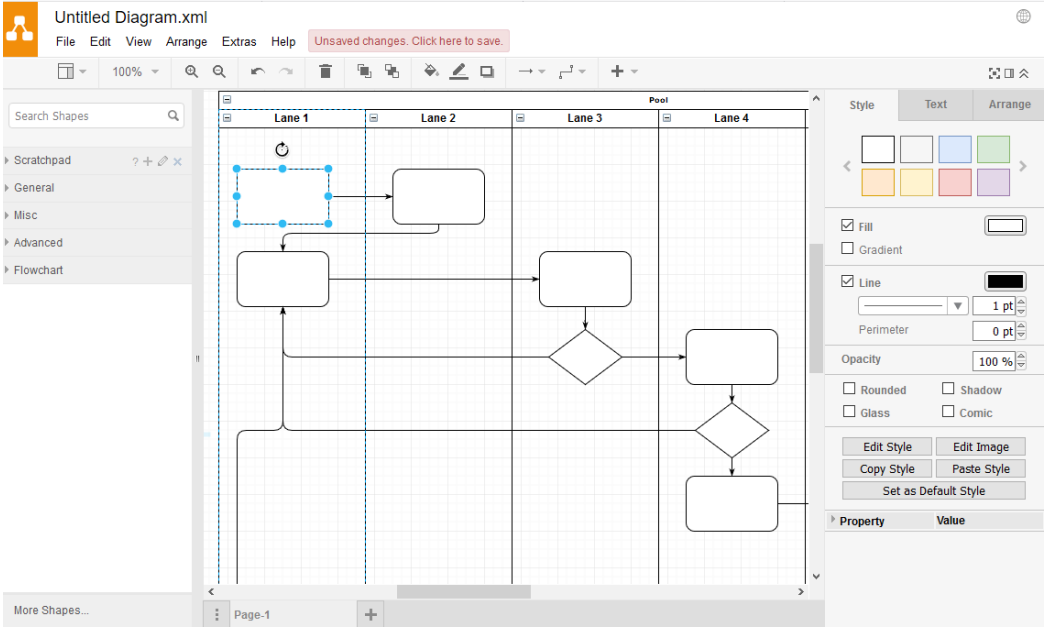 Untitled Diagram.xml
File Edit View Arrange Extras Help Unsaved changes. Click here to save.
100%
Search Shapes
Scratchpad ?
General
Misc
Advanced
Flowchart
More Shapes...
Pool
Lane 1 Lane 2 Lane 3 Lane 4
Page-1
Style Text Arrange
Fill
Gradient
Line
1 pt
Perimeter 0 pt
Opacity 100 %
Rounded Shadow
Glass Comic
Edit Style Edit Image
Copy Style Paste Style
Set as Default Style
Property Value